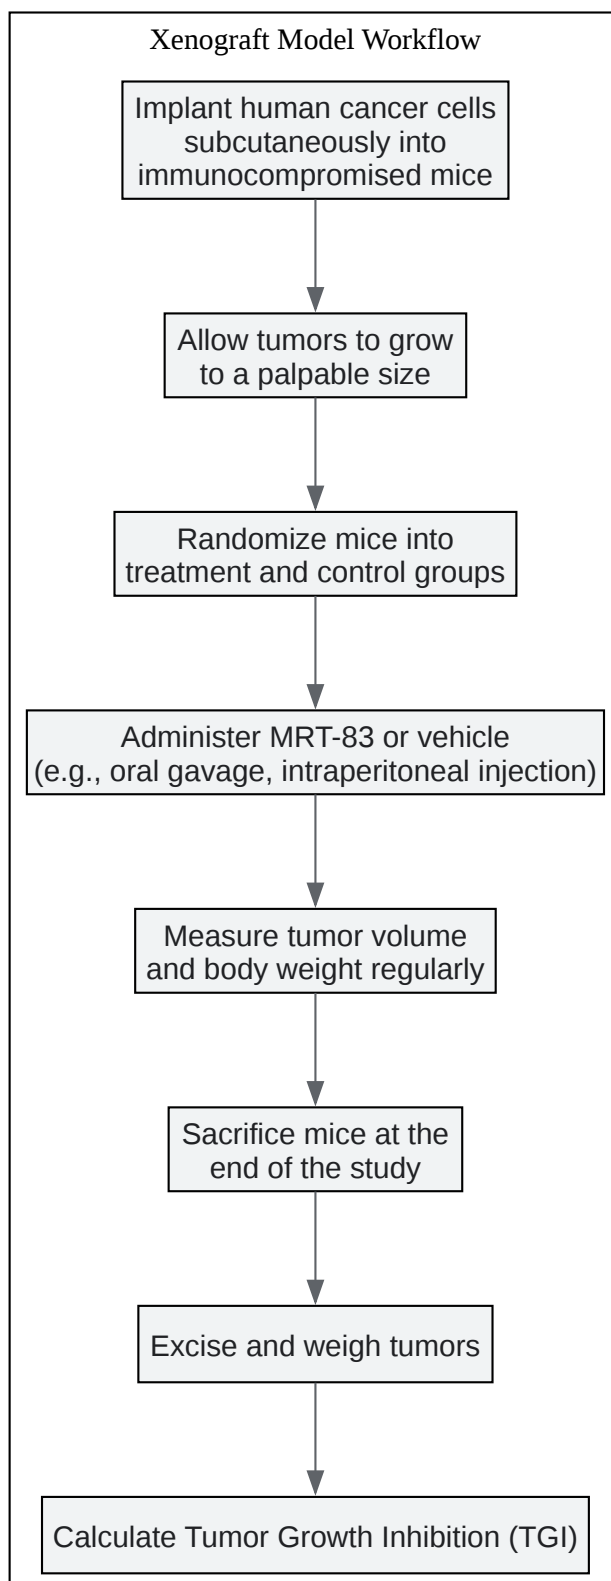 Xenograft Model Workflow
Implant human cancer cells
subcutaneously into
immunocompromised mice
Allow tumors to grow
to a palpable size
Randomize mice into
treatment and control groups
Administer MRT-83 or vehicle
(e.g., oral gavage, intraperitoneal injection)
Measure tumor volume
and body weight regularly
Sacrifice mice at the
end of the study
Excise and weigh tumors
Calculate Tumor Growth Inhibition (TGI)